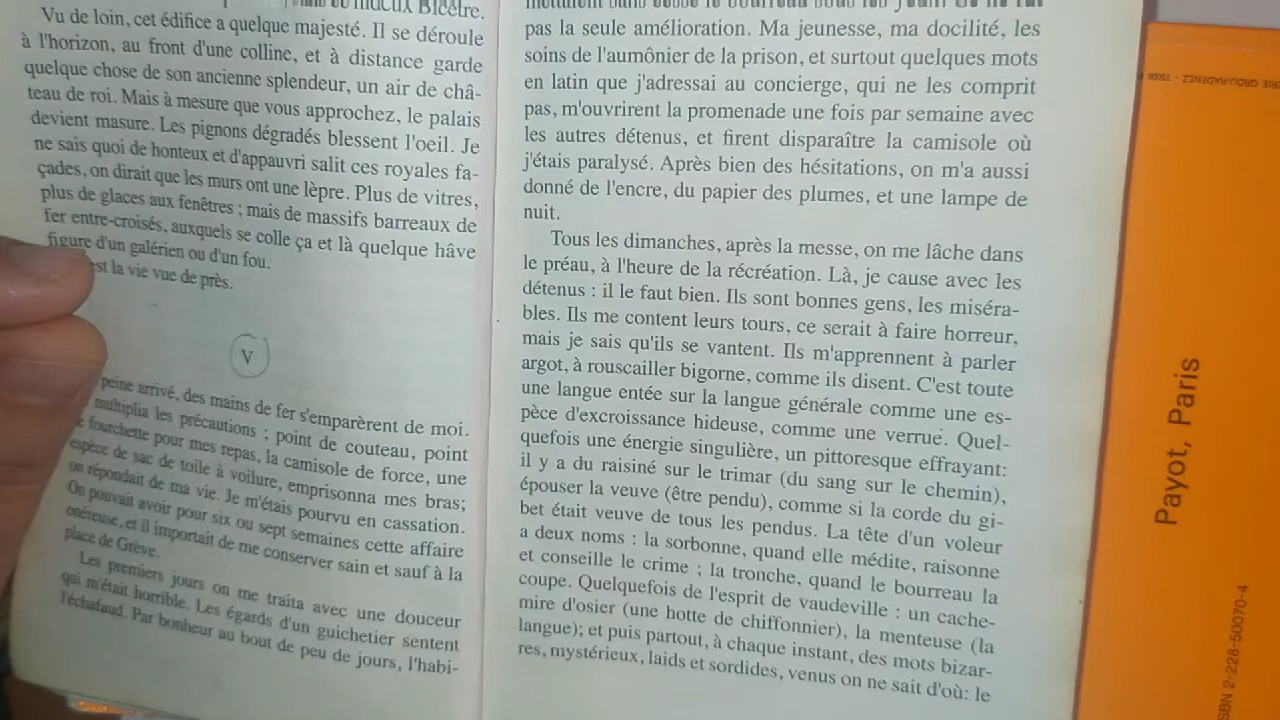 Bicêtre.
Vu de loin, cet édifice a quelque majesté. Il se déroule
à l'horizon, au front d'une colline, et à distance garde
quelque chose de son ancienne splendeur, un air de châ-
teau de roi. Mais à mesure que vous approchez, le palais
devient masure. Les pignons dégradés blessent l'oeil. Je
ne sais quoi de honteux et d'appauvri salit ces royales fa-
çades, on dirait que les murs ont une lèpre. Plus de vitres,
plus de glaces aux fenêtres ; mais de massifs barreaux de
fer entre-croisés, auxquels se colle ça et là quelque hâve
figure d'un galérien ou d'un fou.
est la vie vue de près.
V
peine arrivé, des mains de fer s'emparèrent de moi.
multiplia les précautions ; point de couteau, point
fourchette pour mes repas, la camisole de force, une
espèce de sac de toile à voilure, emprisonna mes bras;
on répondait de ma vie. Je m'étais pourvu en cassation.
On pouvait avoir pour six ou sept semaines cette affaire
onéreuse, et il importait de me conserver sain et sauf à la
place de Grève.
Les premiers jours on me traita avec une douceur
qui m'était horrible. Les égards d'un guichetier sentent
l'échafaud. Par bonheur au bout de peu de jours, l'habi-
pas la seule amélioration. Ma jeunesse, ma docilité, les
soins de l'aumônier de la prison, et surtout quelques mots
en latin que j'adressai au concierge, qui ne les comprit
pas, m'ouvrirent la promenade une fois par semaine avec
les autres détenus, et firent disparaître la camisole où
j'étais paralysé. Après bien des hésitations, on m'a aussi
donné de l'encre, du papier des plumes, et une lampe de
nuit.
Tous les dimanches, après la messe, on me lâche dans
le préau, à l'heure de la récréation. Là, je cause avec les
détenus : il le faut bien. Ils sont bonnes gens, les miséra-
bles. Ils me content leurs tours, ce serait à faire horreur,
mais je sais qu'ils se vantent. Ils m'apprennent à parler
argot, à rouscailler bigorne, comme ils disent. C'est toute
une langue entée sur la langue générale comme une es-
pèce d'excroissance hideuse, comme une verrue. Quel-
quefois une énergie singulière, un pittoresque effrayant:
il y a du raisiné sur le trimar (du sang sur le chemin),
épouser la veuve (être pendu), comme si la corde du gi-
bet était veuve de tous les pendus. La tête d'un voleur
a deux noms : la sorbonne, quand elle médite, raisonne
et conseille le crime ; la tronche, quand le bourreau la
coupe. Quelquefois de l'esprit de vaudeville : un cache-
mire d'osier (une hotte de chiffonnier), la menteuse (la
langue); et puis partout, à chaque instant, des mots bizar-
res, mystérieux, laids et sordides, venus on ne sait d'où: le
Payot, Paris
SBN 2-228-50070-4